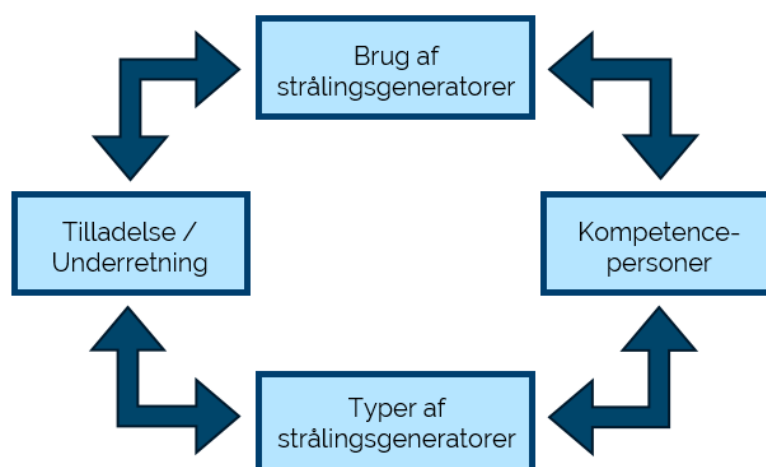 Brug af
strålingsgeneratorer
Tilladelse /
Underretning
Kompetence-
personer
Typer af
strålingsgeneratorer